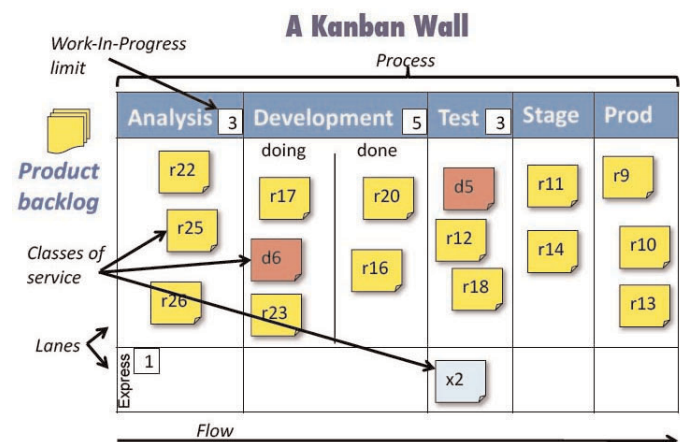 A Kanban Wall
Work-In-Progress
limit
Process
Analysis 3 Development 5 Test 3 Stage Prod
Product
backlog
doing done
r22
r17
r20
d5
r11
r9
r25
d6
r16
r12
r14
r10
r26
r23
r18
r13
Classes of
service
Lanes
Express
1
x2
Flow